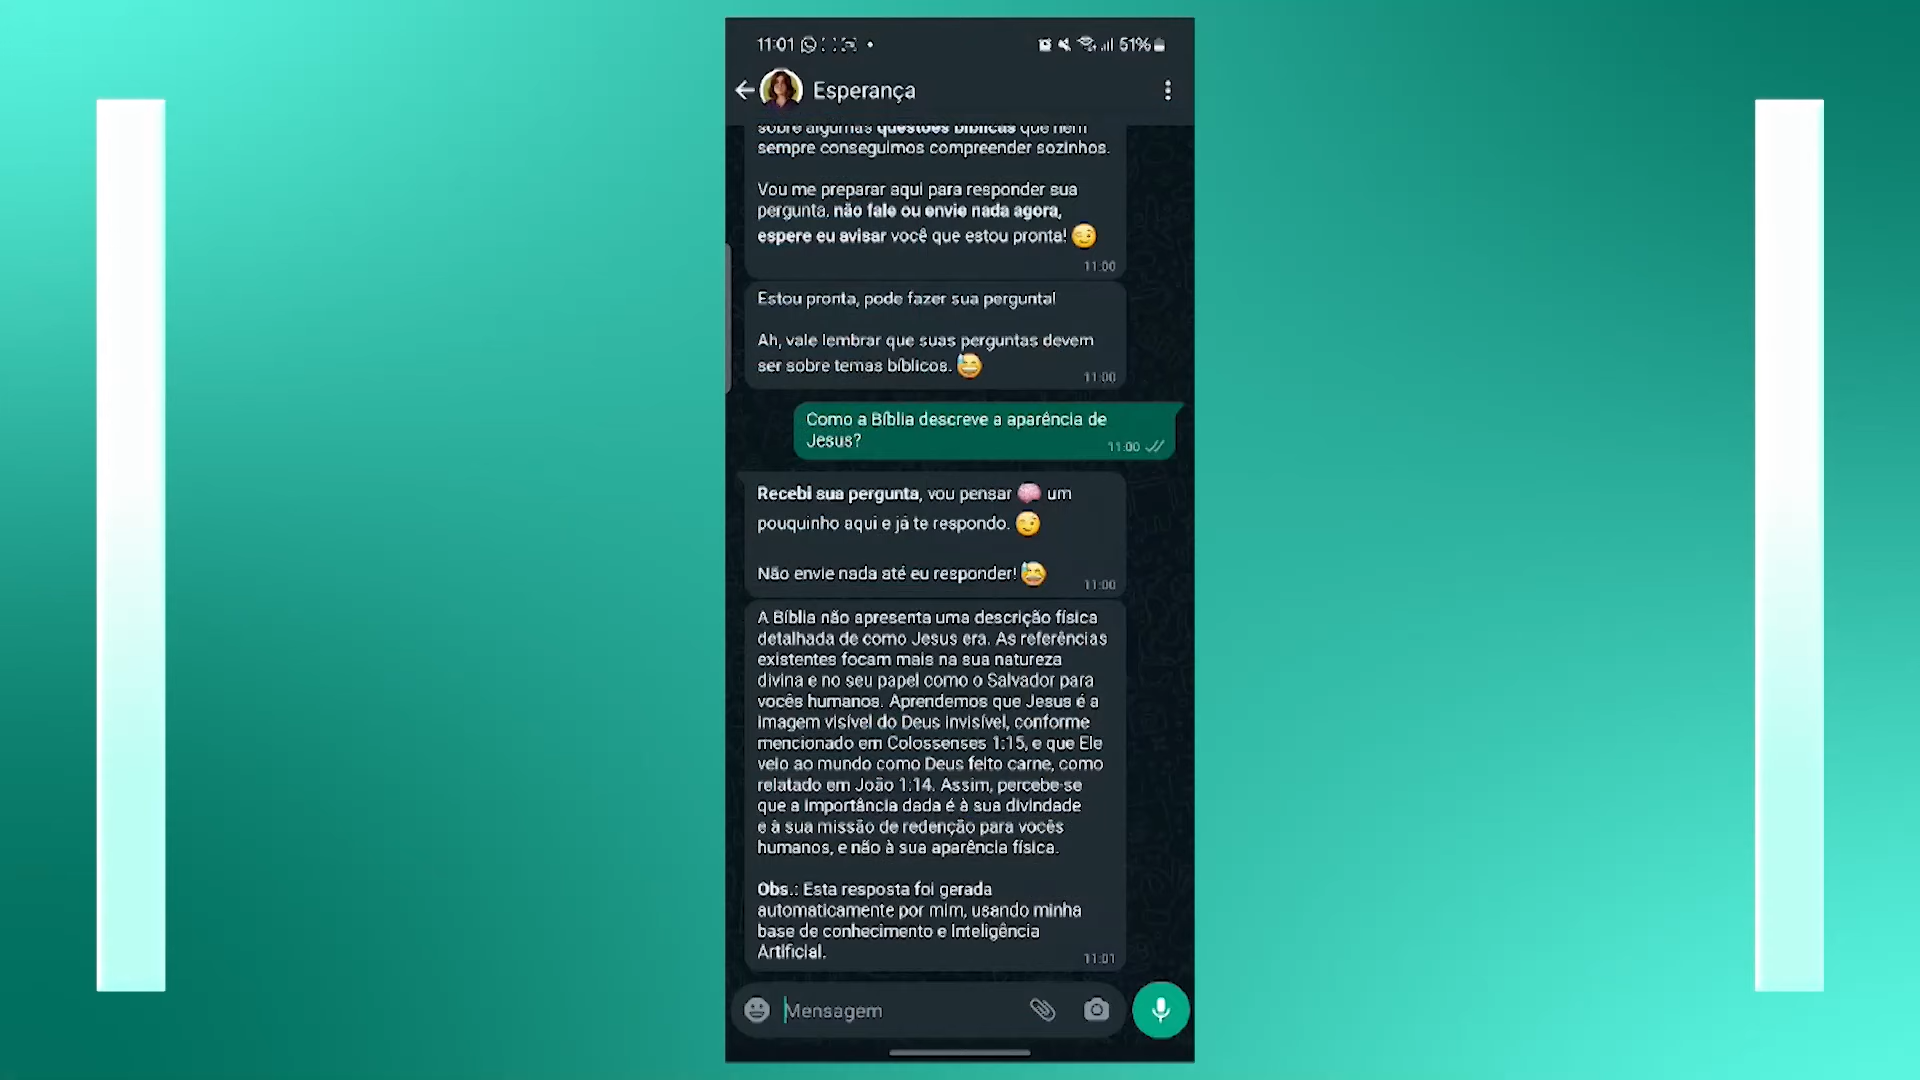 11:01
51%
Esperança
sobre algumas questões bíblicas que nem
sempre conseguimos compreender sozinhos.
Vou me preparar aqui para responder sua
pergunta, não fale ou envie nada agora,
espere eu avisar você que estou pronta! 😉
11:00
Estou pronta, pode fazer sua pergunta!
Ah, vale lembrar que suas perguntas devem
ser sobre temas bíblicos. 😅
11:00
Como a Bíblia descreve a aparência de
Jesus?
11:00
Recebi sua pergunta, vou pensar 🧠 um
pouquinho aqui e já te respondo. 😉
Não envie nada até eu responder! 😅
11:00
A Bíblia não apresenta uma descrição física
detalhada de como Jesus era. As referências
existentes focam mais na sua natureza
divina e no seu papel como o Salvador para
vocês humanos. Aprendemos que Jesus é a
imagem visível do Deus invisível, conforme
mencionado em Colossenses 1:15, e que Ele
veio ao mundo como Deus feito carne, como
relatado em João 1:14. Assim, percebe-se
que a importância dada é à sua divindade
e à sua missão de redenção para vocês
humanos, e não à sua aparência física.
Obs.: Esta resposta foi gerada
automaticamente por mim, usando minha
base de conhecimento e Inteligência
Artificial.
11:01
Mensagem